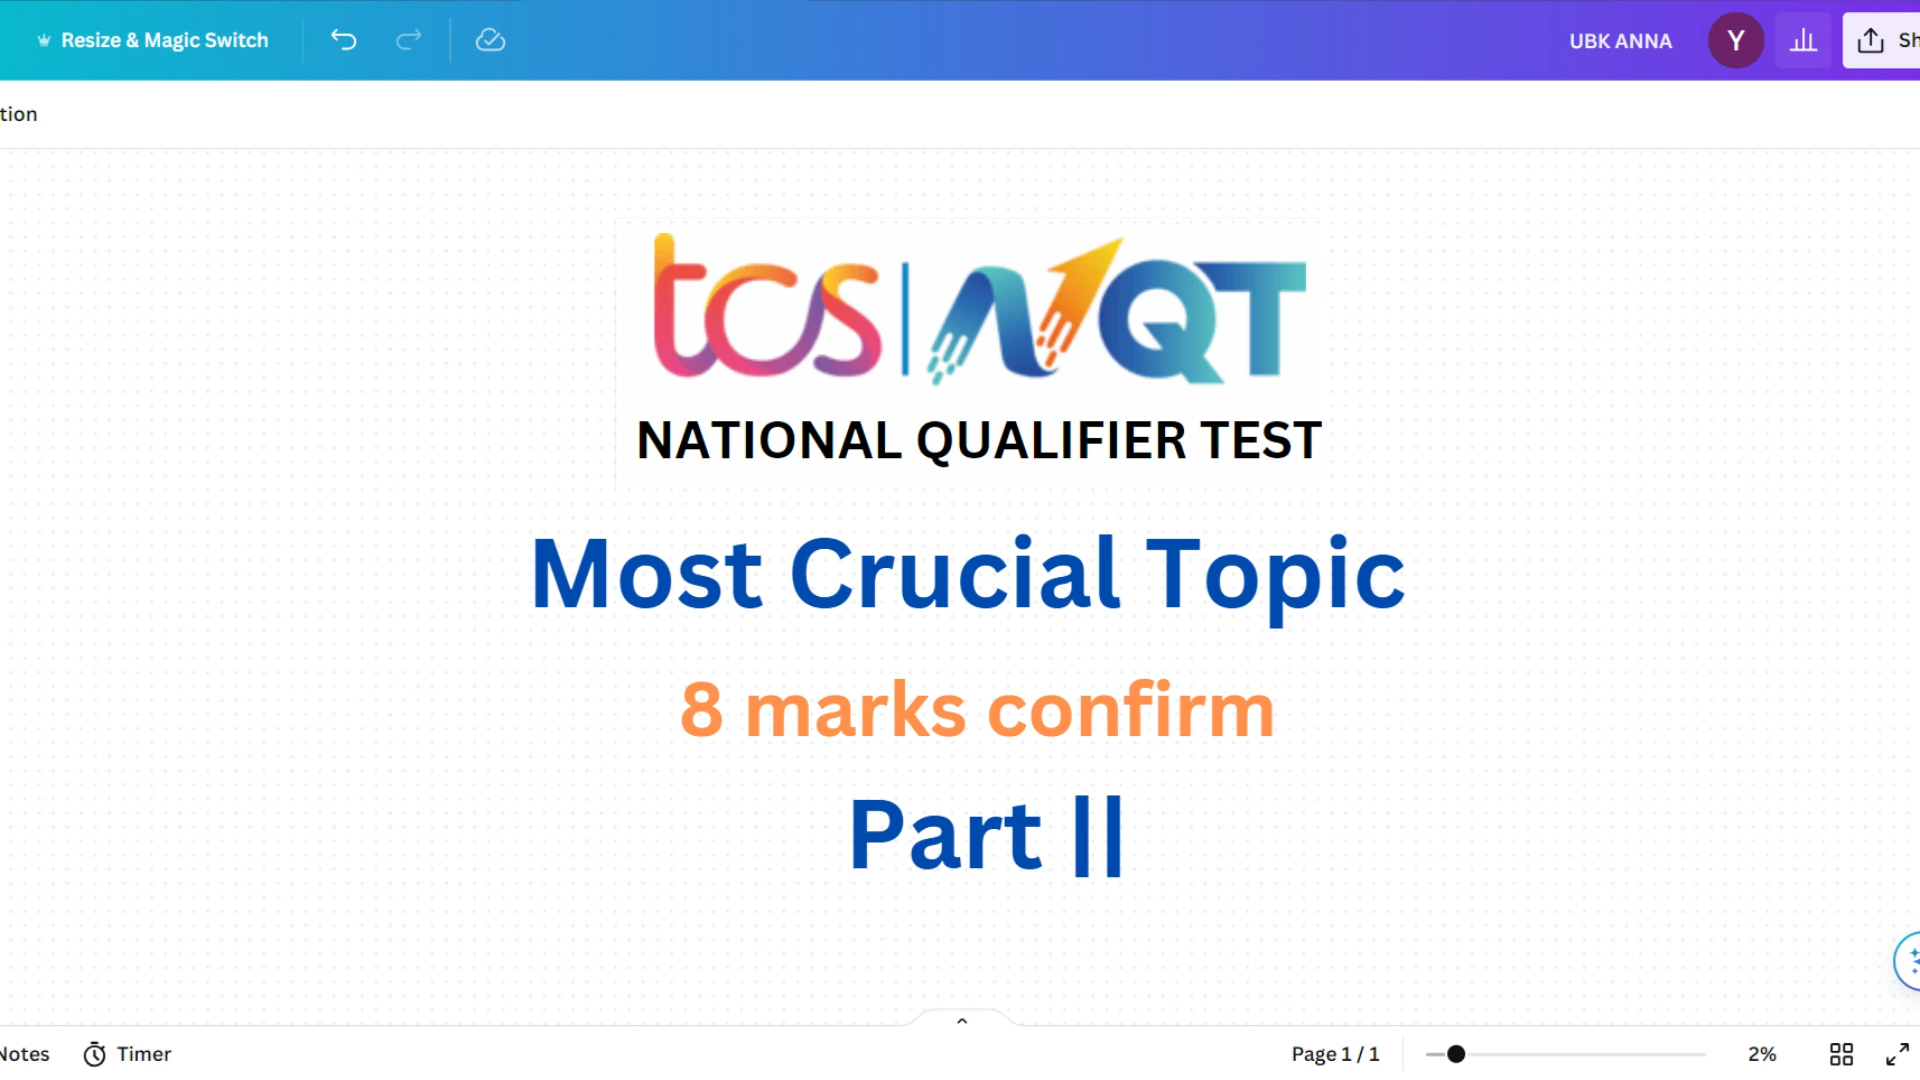 Resize & Magic Switch
UBK ANNA
Y
Sh
tion
tcs NQT
NATIONAL QUALIFIER TEST
Most Crucial Topic
8 marks confirm
Part ||
Notes
Timer
Page 1 / 1
2%